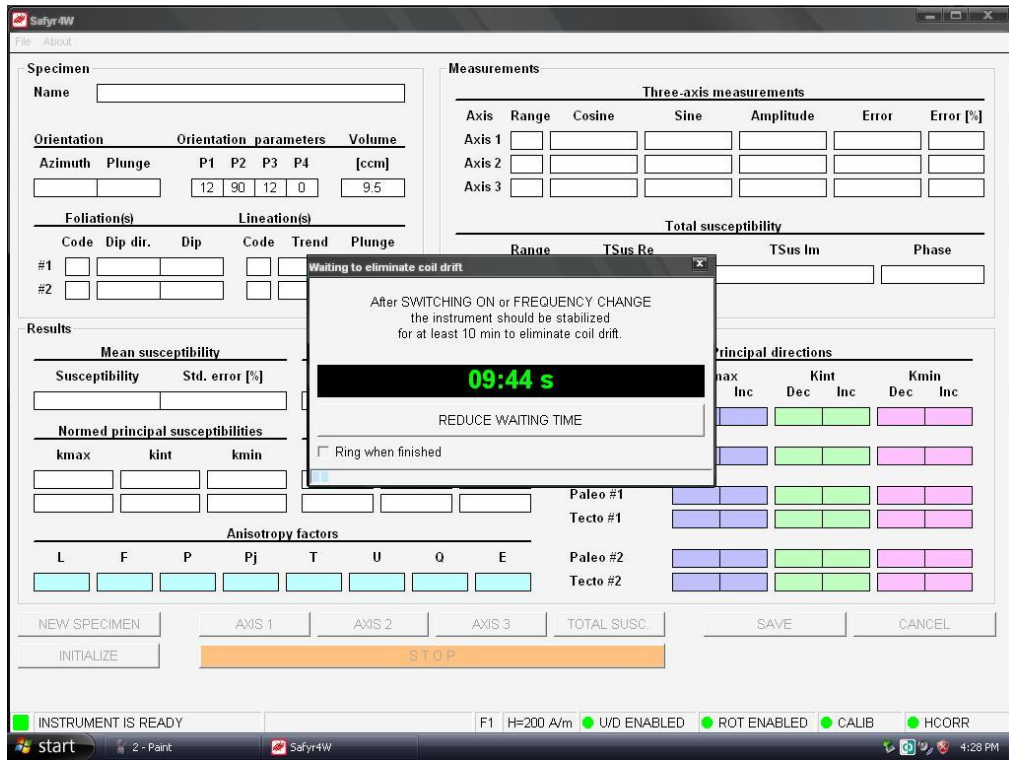 Safyr4W
File About
Specimen
Name
Orientation Orientation parameters Volume
Azimuth Plunge P1 P2 P3 P4 [ccm]
12 90 12 0 9.5
Foliation(s) Lineation(s)
Code Dip dir. Dip Code Trend Plunge
#1
#2
Measurements
Three-axis measurements
Axis Range Cosine Sine Amplitude Error Error [%]
Axis 1
Axis 2
Axis 3
Total susceptibility
Range TSus Re TSus Im Phase
Waiting to eliminate coil drift
After SWITCHING ON or FREQUENCY CHANGE
the instrument should be stabilized
for at least 10 min to eliminate coil drift.
09:44 s
REDUCE WAITING TIME
Ring when finished
Results
Mean susceptibility
Susceptibility Std. error [%]
Normed principal susceptibilities
kmax kint kmin
Anisotropy factors
L F P Pj T U Q E
Principal directions
Kint Kmin
Inc Dec Inc Dec Inc
Paleo #1
Tecto #1
Paleo #2
Tecto #2
NEW SPECIMEN AXIS 1 AXIS 2 AXIS 3 TOTAL SUSC. SAVE CANCEL
INITIALIZE STOP
INSTRUMENT IS READY F1 H=200 A/m U/D ENABLED ROT ENABLED CALIB HCORR
start 2 - Paint Safyr4W 4:28 PM